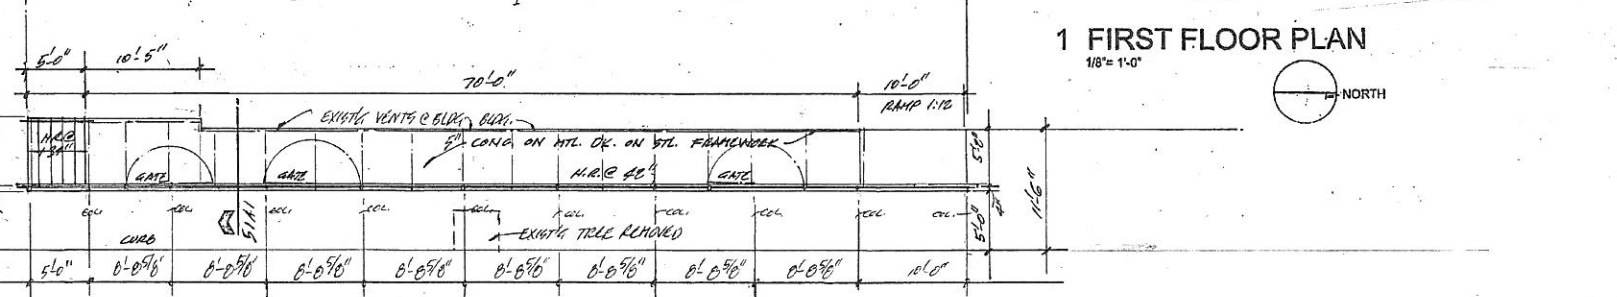 1 FIRST FLOOR PLAN
1/8"= 1'-0"
NORTH
5'-0"
10'-5"
70'-0"
10'-0"
RAMP 1:12
EXIST'G VENTS @ BLDG.
BLDG.
H.R.@
5" CONC. ON MTL. DK. ON STL. FRAMEWORK
GATE
GATE
H.R.@ 42"
GATE
5'-0"
11'-6"
COL.
COL.
COL.
COL.
COL.
COL.
COL.
COL.
COL.
COL.
1/A1
CURB
EXIST'G TREE REMOVED
5'-0"
5'-0"
8'-8 5/8"
8'-8 5/8"
8'-8 5/8"
8'-8 5/8"
8'-8 5/8"
8'-8 5/8"
8'-8 5/8"
8'-8 5/8"
10'-0"